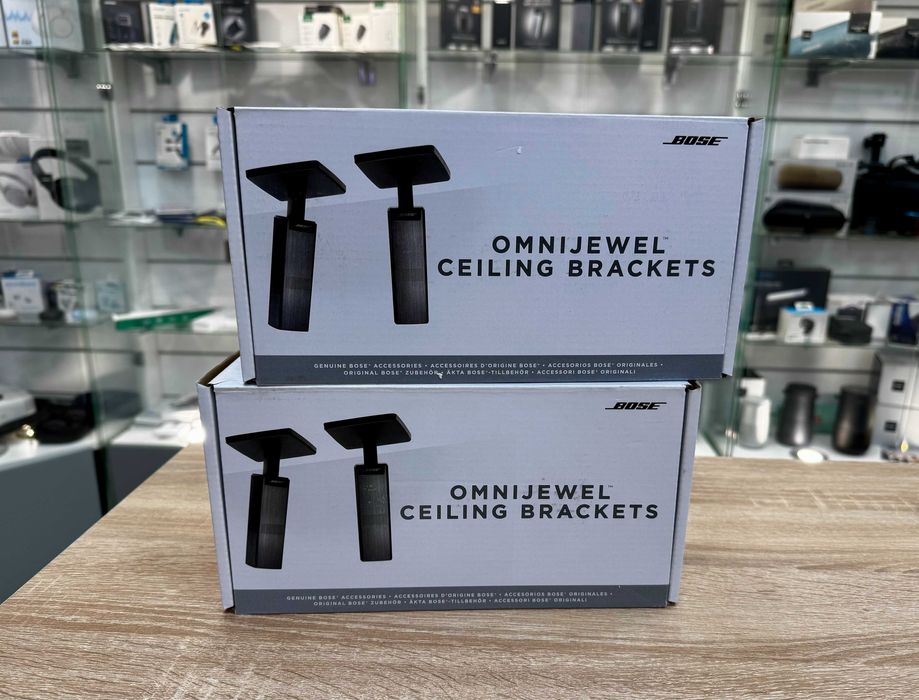 BOSE
OMNIJEWEL™
CEILING BRACKETS
GENUINE BOSE® ACCESSORIES • ACCESSOIRES D'ORIGINE BOSE® • ACCESORIOS BOSE® ORIGINALES •
ORIGINAL BOSE® ZUBEHÖR • ÄKTA BOSE®-TILLBEHÖR • ACCESSORI BOSE® ORIGINALI
BOSE
OMNIJEWEL™
CEILING BRACKETS
GENUINE BOSE® ACCESSORIES • ACCESSOIRES D'ORIGINE BOSE® • ACCESORIOS BOSE® ORIGINALES •
ORIGINAL BOSE® ZUBEHÖR • ÄKTA BOSE®-TILLBEHÖR • ACCESSORI BOSE® ORIGINALI